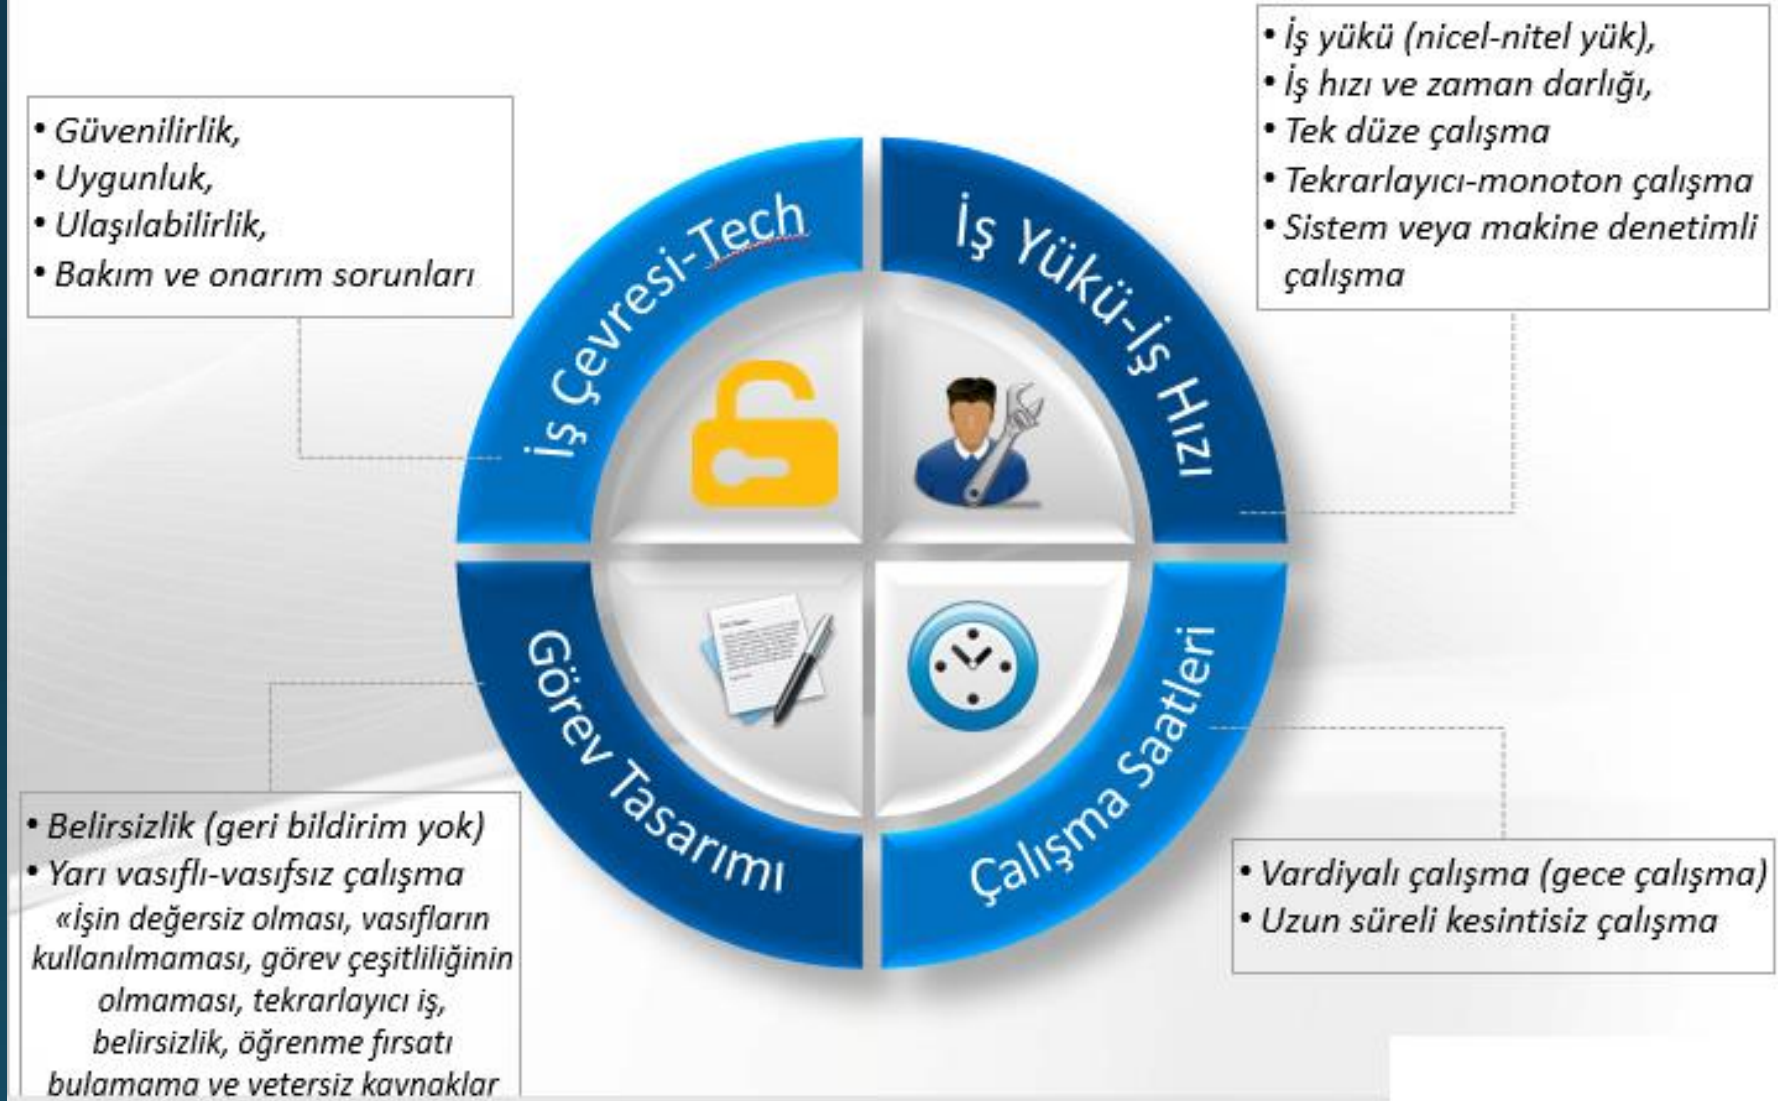 • Güvenilirlik,
• Uygunluk,
• Ulaşılabilirlik,
• Bakım ve onarım sorunları
• İş yükü (nicel-nitel yük),
• İş hızı ve zaman darlığı,
• Tek düze çalışma
• Tekrarlayıcı-monoton çalışma
• Sistem veya makine denetimli
çalışma
İş Çevresi-Tech
İş Yükü-İş Hızı
Görev Tasarımı
Çalışma Saatleri
• Belirsizlik (geri bildirim yok)
• Yarı vasıflı-vasıfsız çalışma
«İşin değersiz olması, vasıfların
kullanılmaması, görev çeşitliliğinin
olmaması, tekrarlayıcı iş,
belirsizlik, öğrenme fırsatı
bulamama ve yetersiz kaynaklar
• Vardiyalı çalışma (gece çalışma)
• Uzun süreli kesintisiz çalışma